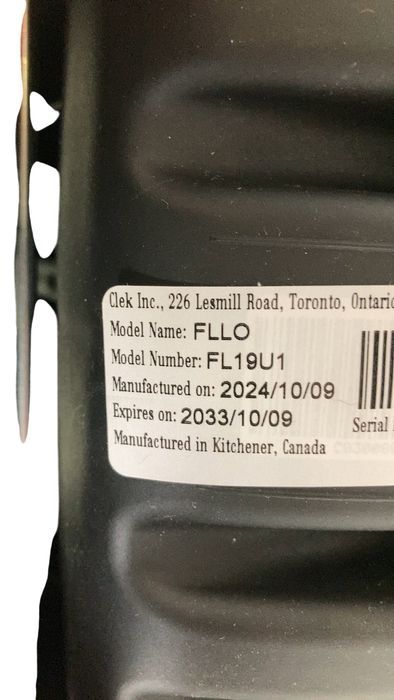 Clek Inc., 226 Lesmill Road, Toronto, Ontario
Model Name: FLLO
Model Number: FL19U1
Manufactured on: 2024/10/09
Expires on: 2033/10/09
Serial
Manufactured in Kitchener, Canada